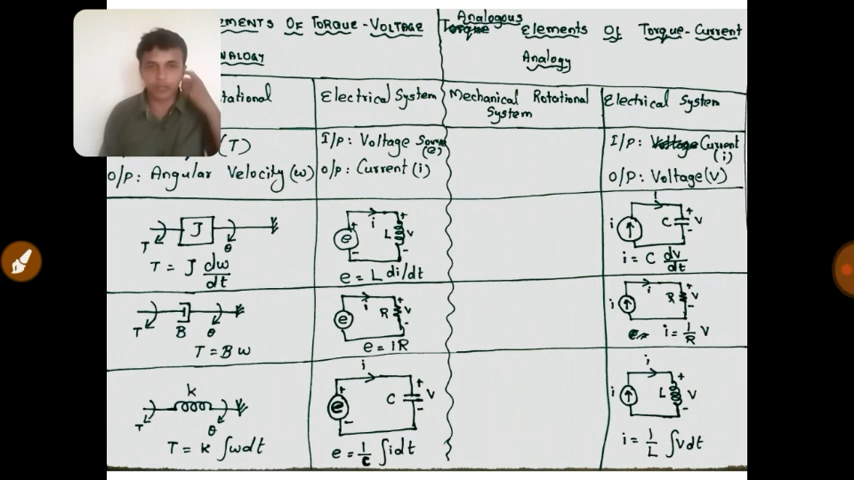 EMENTS OF TORQUE-VOLTAGE
NALOGY
Analogous
Torque Elements Of Torque-Current
Analogy
tational
Electrical System
Mechanical Rotational
System
Electrical System
(T)
O/P: Angular Velocity (ω)
I/P: Voltage Source
(e)
O/P: Current (i)
I/P: Voltage Current
(i)
O/P: Voltage (V)
T J θ
T = J dω/dt
e i L V + - + -
e = L di/dt
i i C V + -
i = C dv/dt
T B θ
T = B ω
e i R V + -
e = iR
i i R V + -
e i = 1/R V
K
T θ
T = K ∫ωdt
i
e C V + - + -
e = 1/C ∫idt
i
i L V + -
i = 1/L ∫Vdt